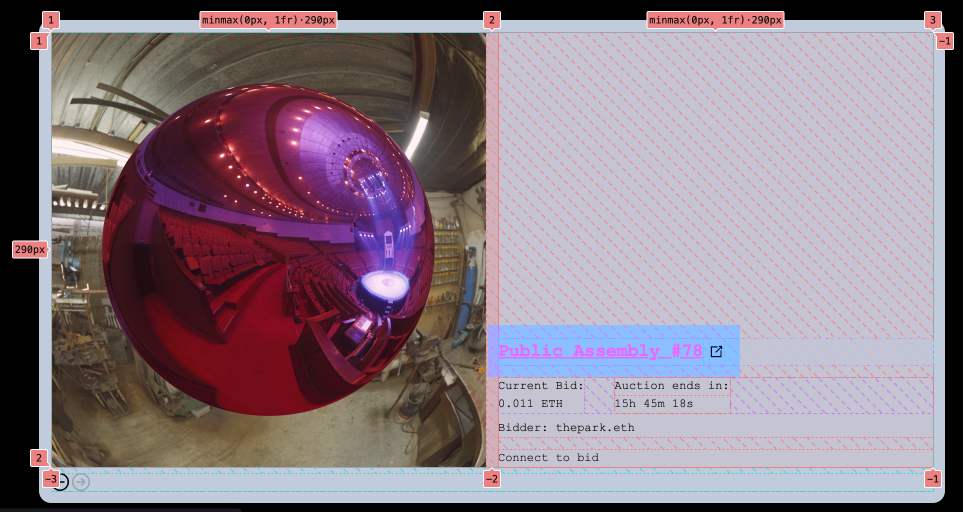 1
minmax(0px, 1fr)·290px
2
minmax(0px, 1fr)·290px
3
1
−1
290px
Public Assembly #78
Current Bid:
Auction ends in:
0.011 ETH
15h 45m 18s
Bidder: thepark.eth
Connect to bid
2
−3
−2
−1